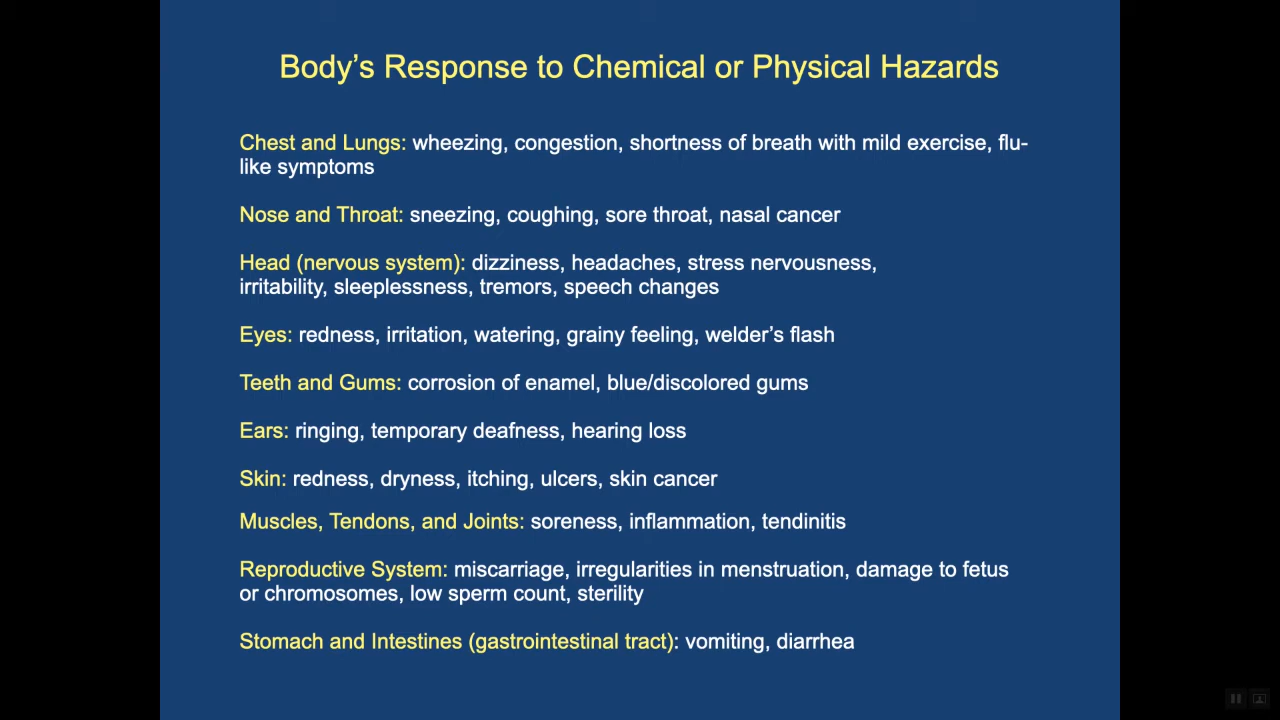 Body’s Response to Chemical or Physical Hazards
Chest and Lungs: wheezing, congestion, shortness of breath with mild exercise, flu-
like symptoms
Nose and Throat: sneezing, coughing, sore throat, nasal cancer
Head (nervous system): dizziness, headaches, stress nervousness,
irritability, sleeplessness, tremors, speech changes
Eyes: redness, irritation, watering, grainy feeling, welder’s flash
Teeth and Gums: corrosion of enamel, blue/discolored gums
Ears: ringing, temporary deafness, hearing loss
Skin: redness, dryness, itching, ulcers, skin cancer
Muscles, Tendons, and Joints: soreness, inflammation, tendinitis
Reproductive System: miscarriage, irregularities in menstruation, damage to fetus
or chromosomes, low sperm count, sterility
Stomach and Intestines (gastrointestinal tract): vomiting, diarrhea